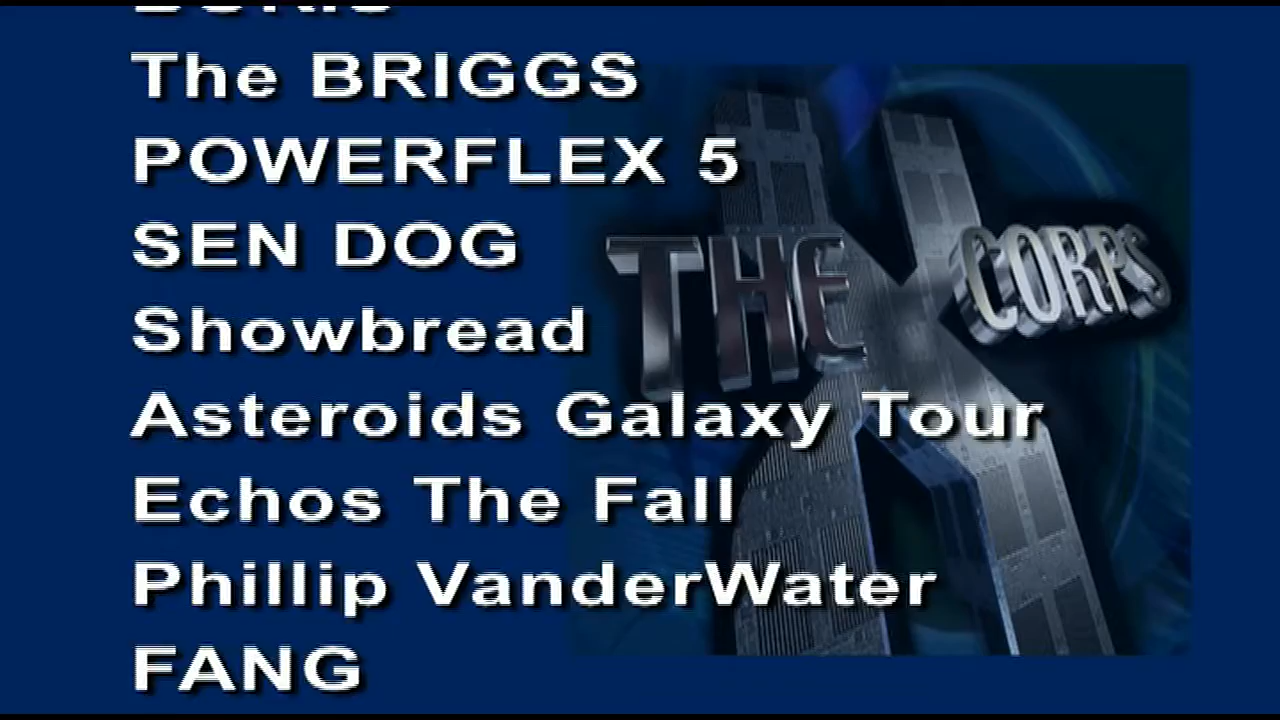 The BRIGGS
POWERFLEX 5
SEN DOG
Showbread
Asteroids Galaxy Tour
Echos The Fall
Phillip VanderWater
FANG
THE X CORPS